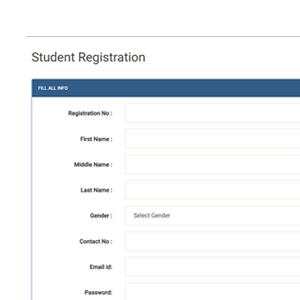 Student Registration
FILL ALL INFO
Registration No :
First Name :
Middle Name :
Last Name :
Gender : Select Gender
Contact No :
Email id:
Password: